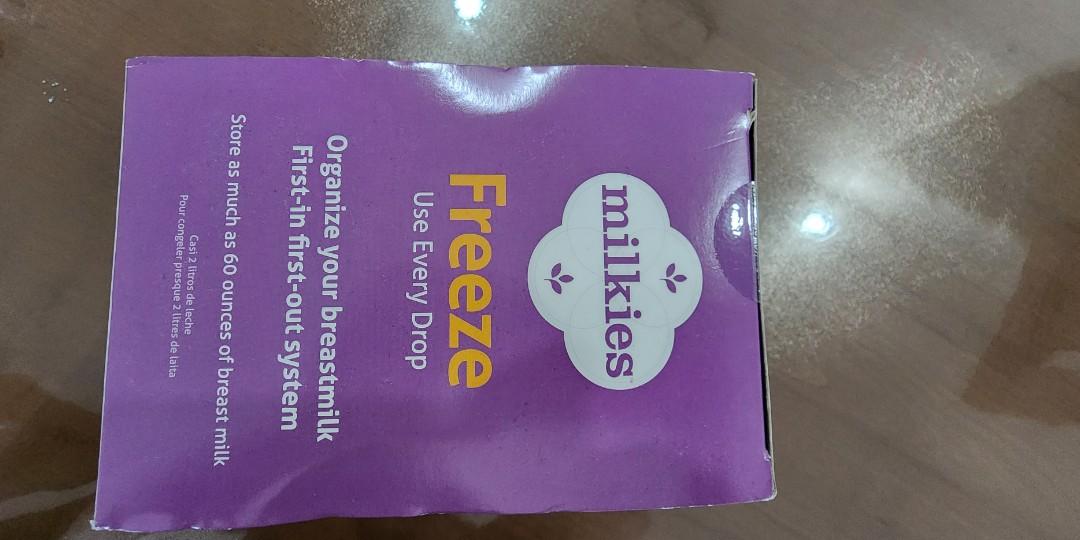 milkies
Freeze
Use Every Drop
Organize your breastmilk
First-in first-out system
Store as much as 60 ounces of breast milk
Casi 2 litros de leche
Pour congeler presque 2 litres de laita